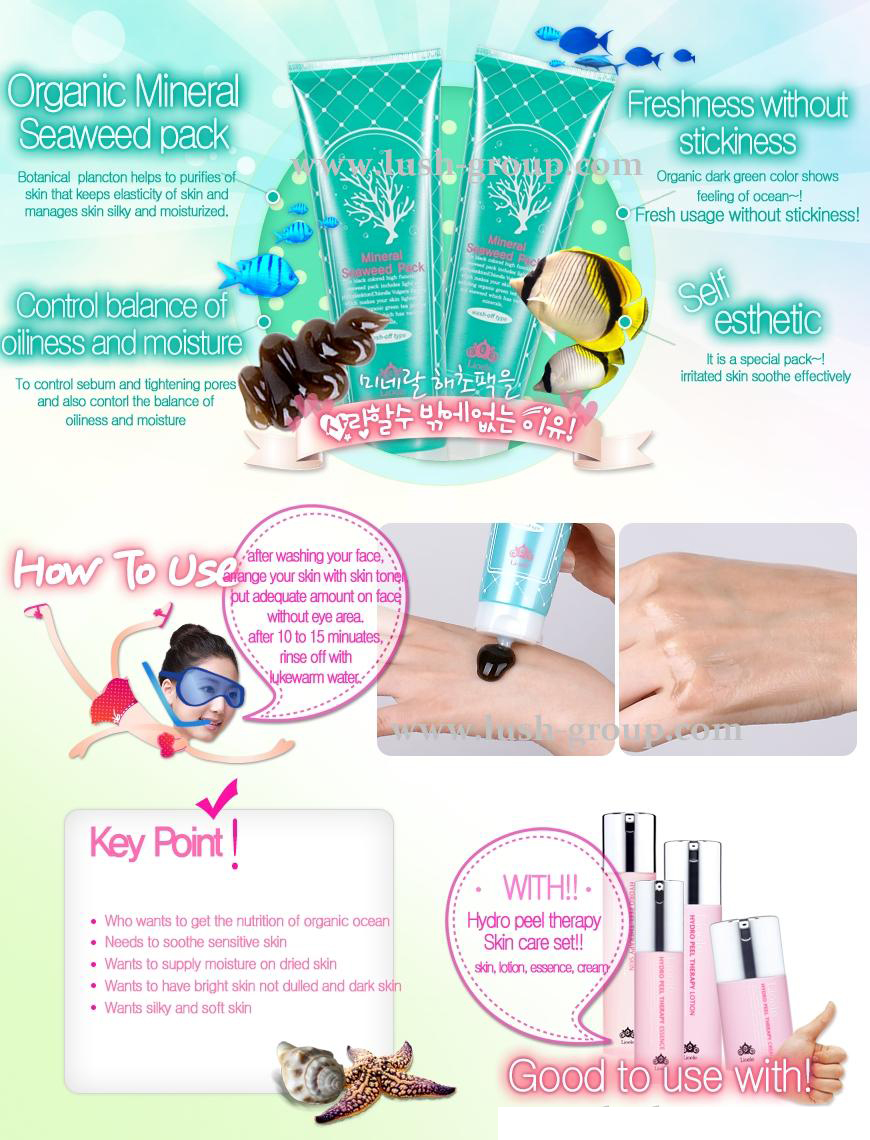 Organic Mineral
Seaweed pack
Botanical plancton helps to purifies of
skin that keeps elasticity of skin and
manages skin silky and moisturized.
Freshness without
stickiness
Organic dark green color shows
feeling of ocean~!
Fresh usage without stickiness!
www.lush-group.com
Mineral
Seaweed Pack
wash-off type
Mineral
Seaweed Pack
wash-off type
Control balance of
oiliness and moisture
To control sebum and tightening pores
and also contorl the balance of
oiliness and moisture
Self
esthetic
It is a special pack~!
irritated skin soothe effectively
미네랄 해초팩을
사랑할수 밖에없는 이유!
How To Use
after washing your face,
arrange your skin with skin toner
put adequate amount on face
without eye area.
after 10 to 15 minuates,
rinse off with
lukewarm water.
Lioele
www.lush-group.com
Key Point!
• Who wants to get the nutrition of organic ocean
• Needs to soothe sensitive skin
• Wants to supply moisture on dried skin
• Wants to have bright skin not dulled and dark skin
• Wants silky and soft skin
· WITH!! ·
Hydro peel therapy
Skin care set!!
skin, lotion, essence, cream
HYDRO PEEL THERAPY SKIN
HYDRO PEEL THERAPY ESSENCE
HYDRO PEEL THERAPY LOTION
Lioele
Lioele
Good to use with!